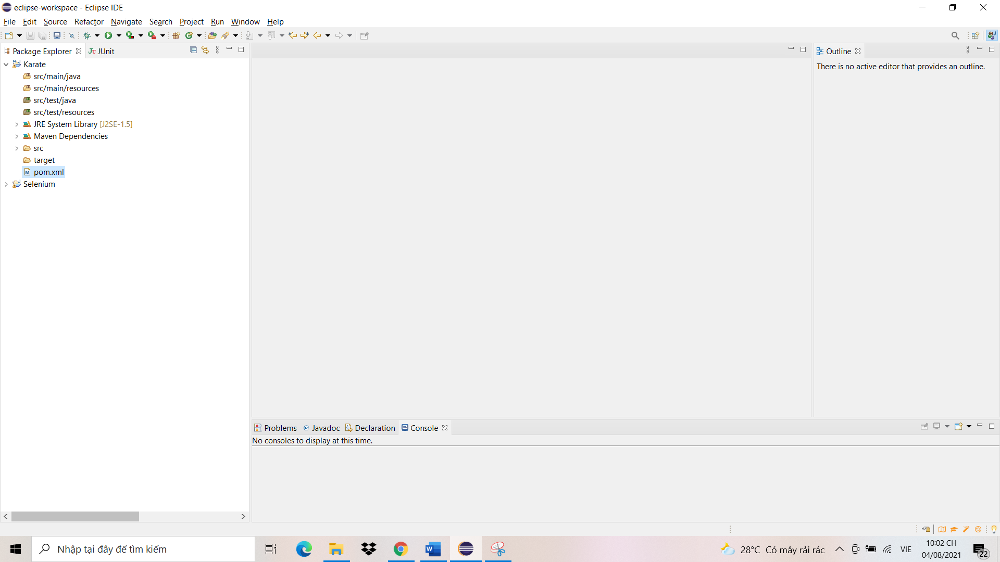 eclipse-workspace - Eclipse IDE
File Edit Source Refactor Navigate Search Project Run Window Help
Package Explorer JUnit
Outline
Karate
There is no active editor that provides an outline.
src/main/java
src/main/resources
src/test/java
src/test/resources
JRE System Library [J2SE-1.5]
Maven Dependencies
src
target
pom.xml
Selenium
Problems @ Javadoc Declaration Console
No consoles to display at this time.
Nhập tại đây để tìm kiếm
28°C Có mây rải rác
VIE
10:02 CH
04/08/2021
22